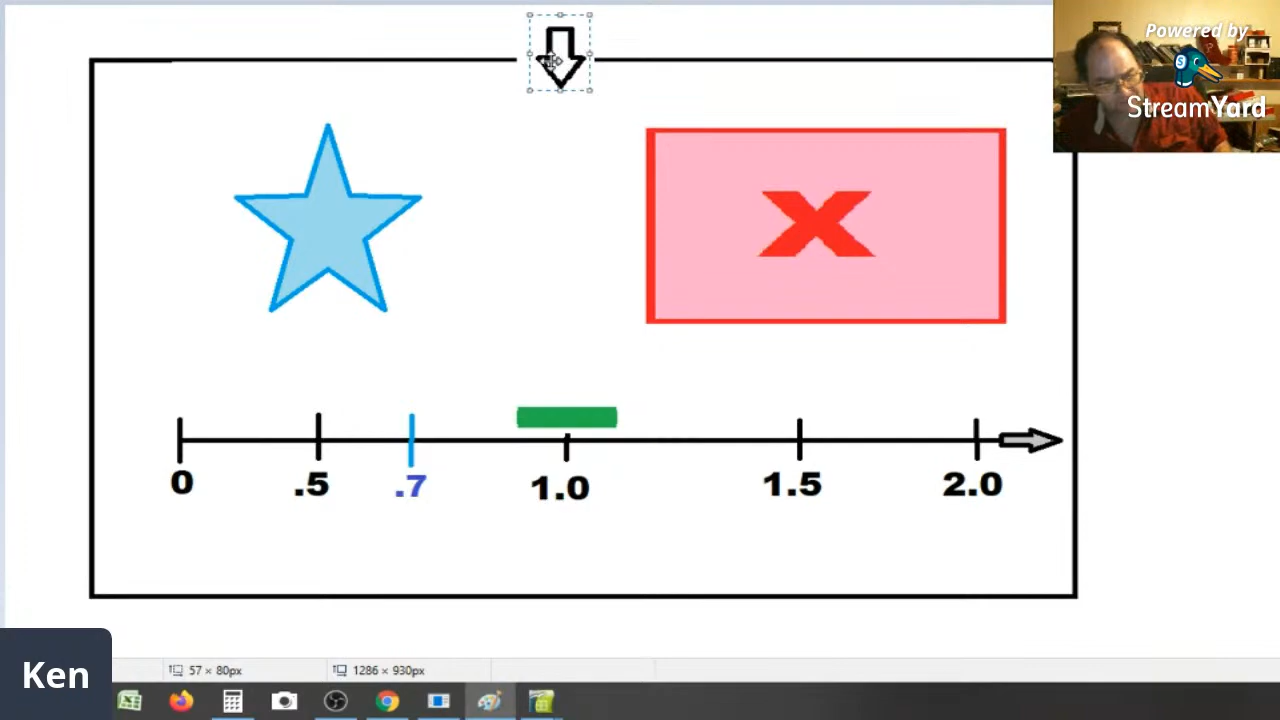 Powered by
StreamYard
X
0 .5 .7 1.0 1.5 2.0
Ken
57 × 80px 1286 × 930px